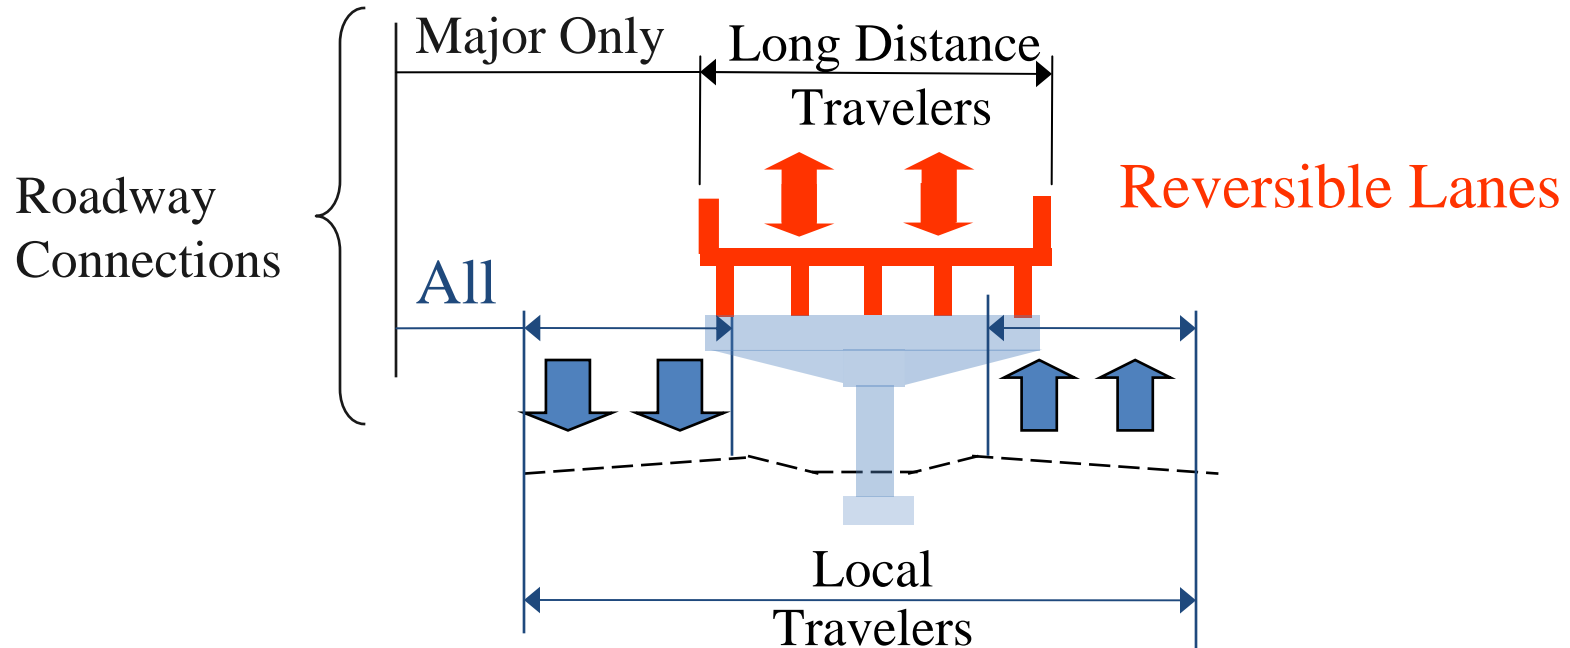 Major Only
Long Distance
Travelers
Roadway
Connections
Reversible Lanes
All
Local
Travelers